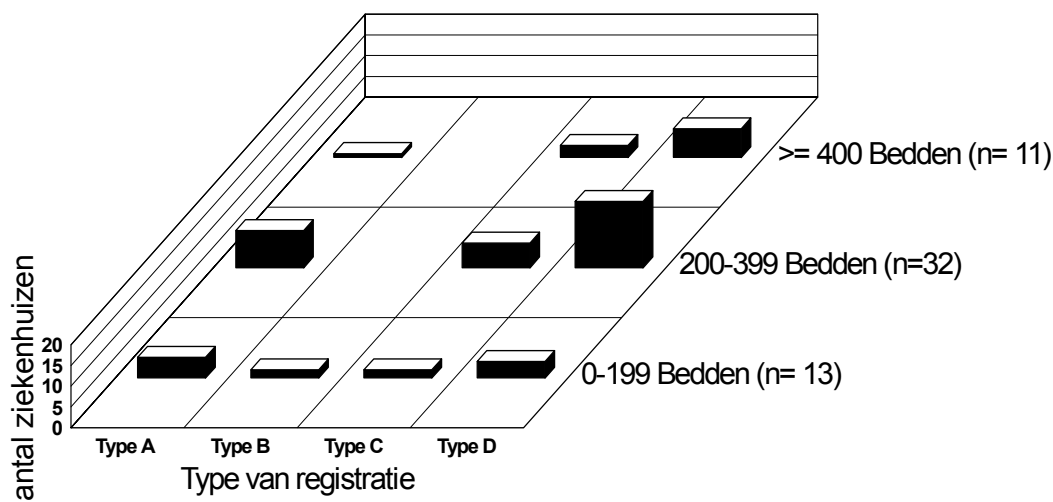 >= 400 Bedden (n= 11)
200-399 Bedden (n=32)
0-199 Bedden (n= 13)
antal ziekenhuizen
20
15
10
5
0
Type A Type B Type C Type D
Type van registratie